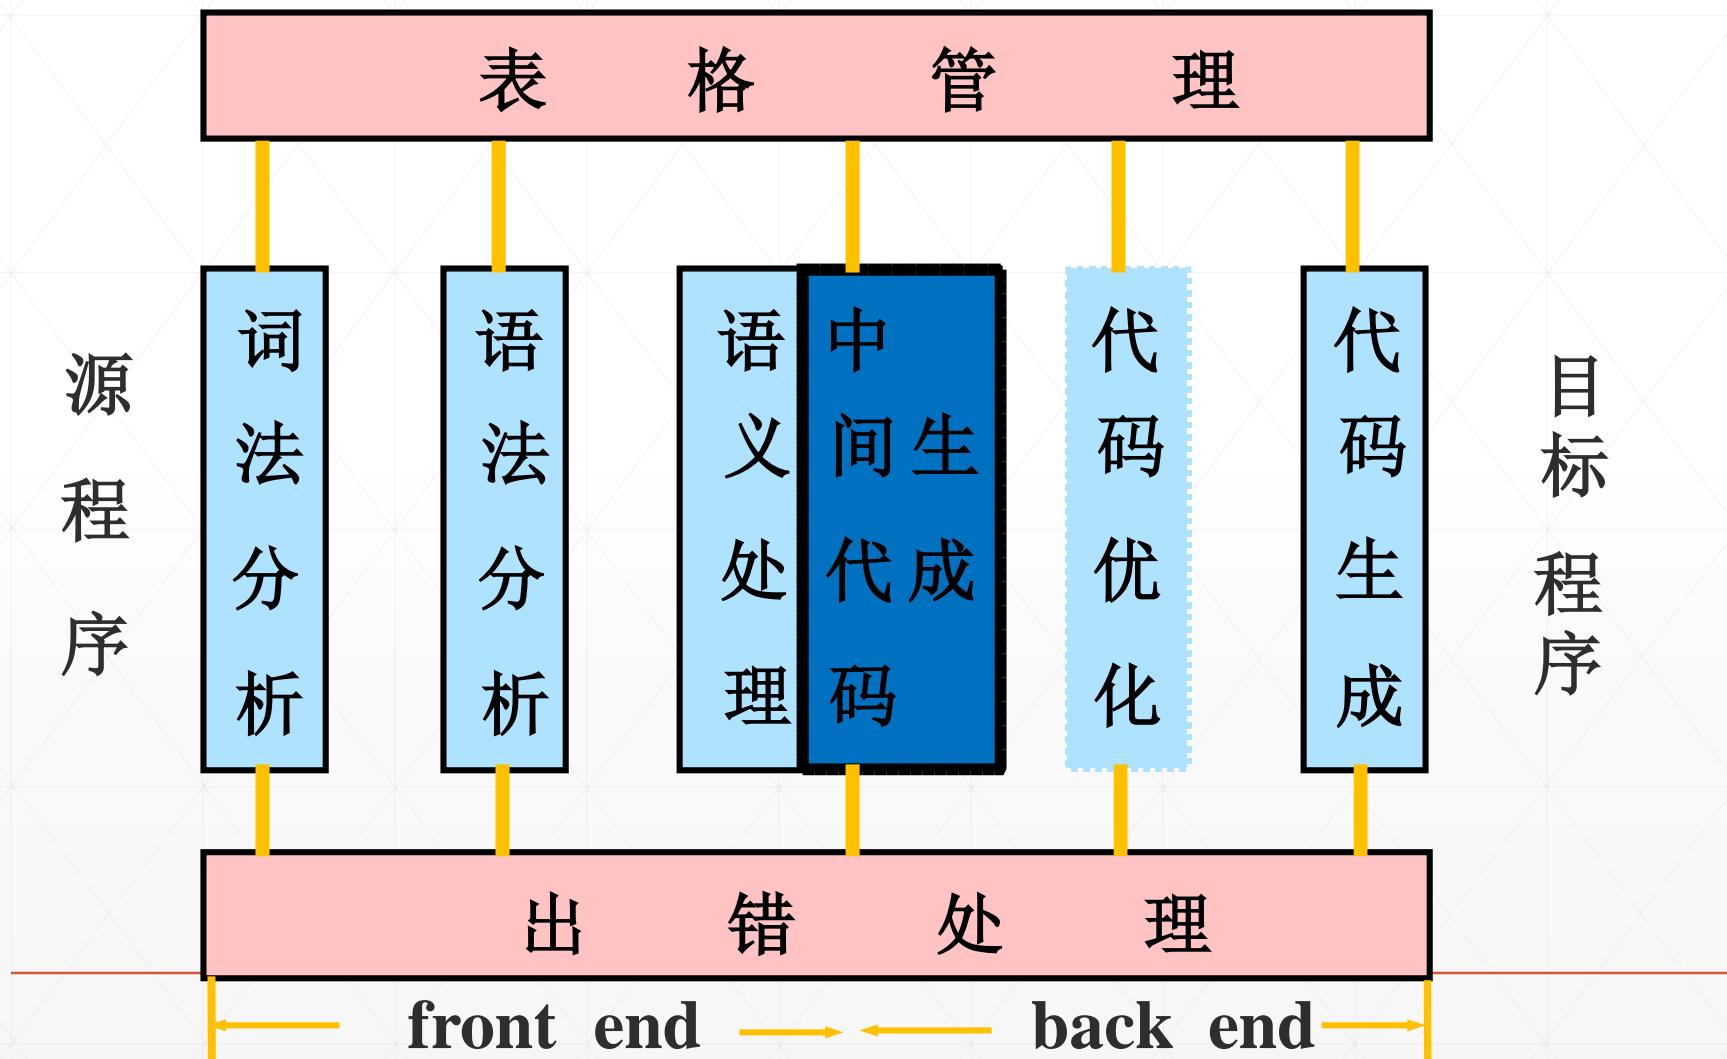 表格管理
源程序
词法分析
语法分析
语义处理
中间代码
生成
代码优化
代码生成
目标程序
出错处理
front end
back end